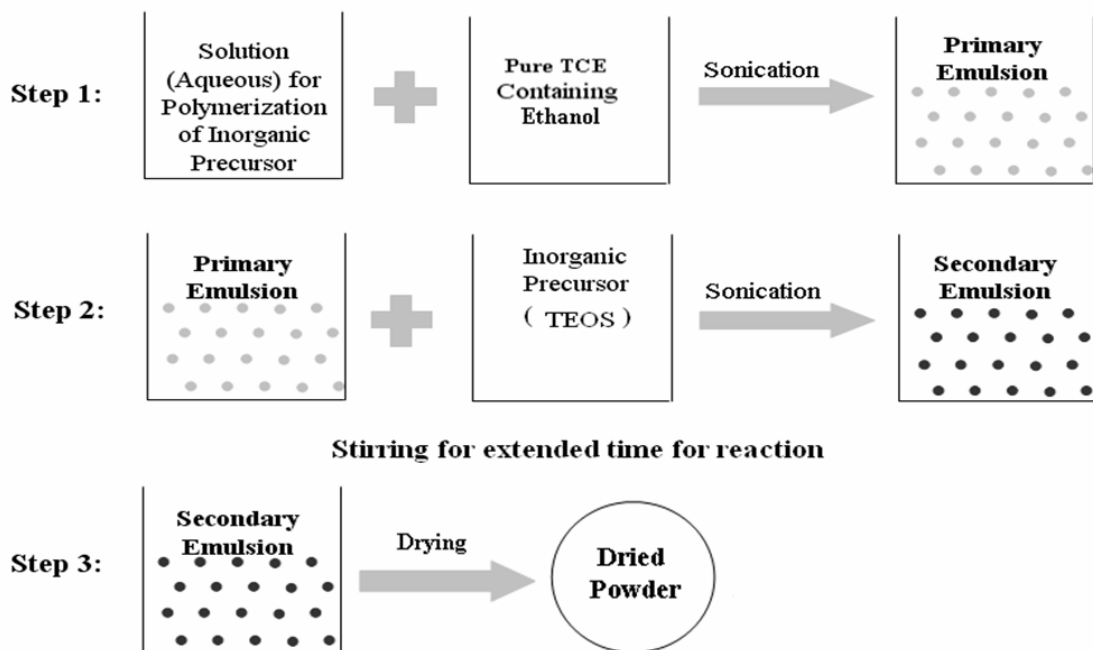 Step 1:
Solution
(Aqueous) for
Polymerization
of Inorganic
Precursor
Pure TCE
Containing
Ethanol
Sonication
Primary
Emulsion
Step 2:
Primary
Emulsion
Inorganic
Precursor
( TEOS )
Sonication
Secondary
Emulsion
Stirring for extended time for reaction
Step 3:
Secondary
Emulsion
Drying
Dried
Powder